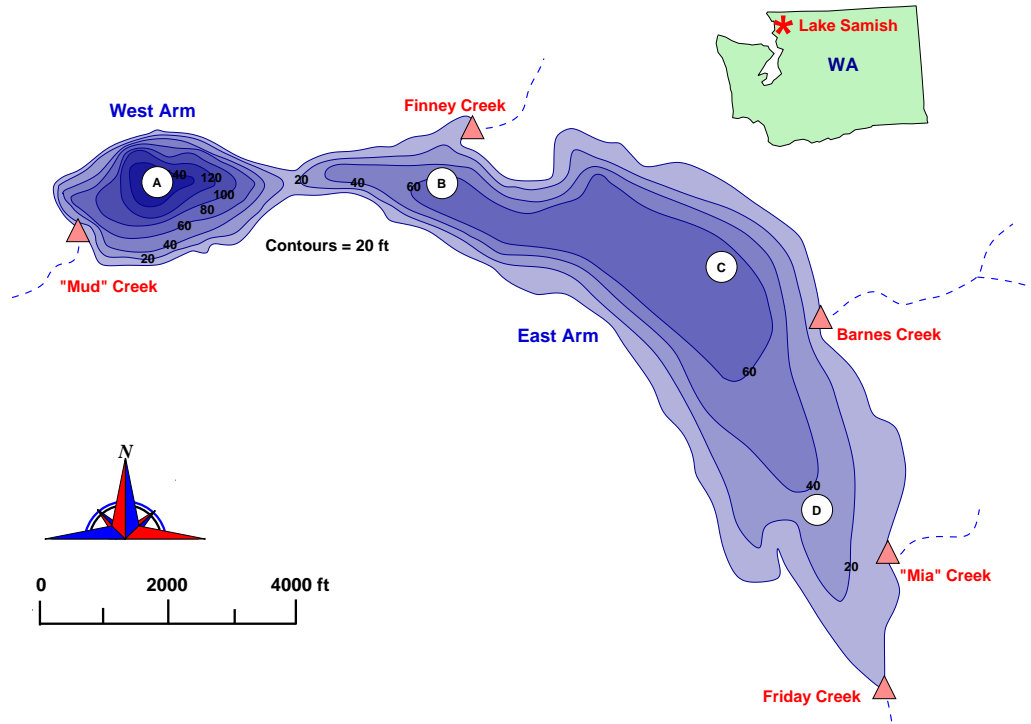 Lake Samish
WA
West Arm
Finney Creek
A
140
120
100
80
60
40
20
20
40
60
B
Contours = 20 ft
"Mud" Creek
C
East Arm
Barnes Creek
60
N
40
D
20
"Mia" Creek
0 2000 4000 ft
Friday Creek